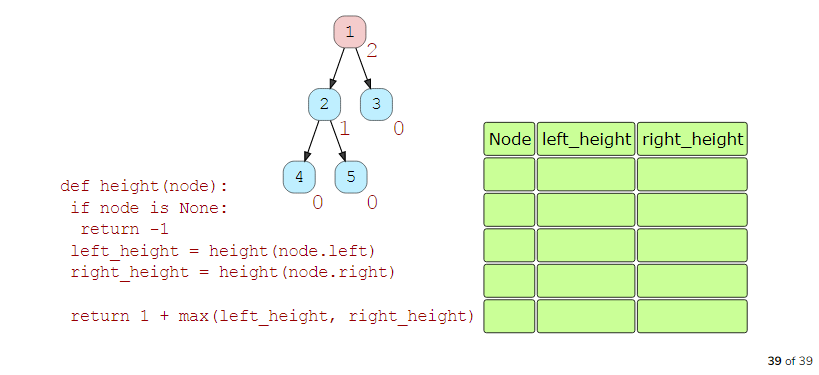 1
2
2
3
1
0
4
5
0
0
def height(node):
if node is None:
return -1
left_height = height(node.left)
right_height = height(node.right)
return 1 + max(left_height, right_height)
Node left_height right_height
39 of 39